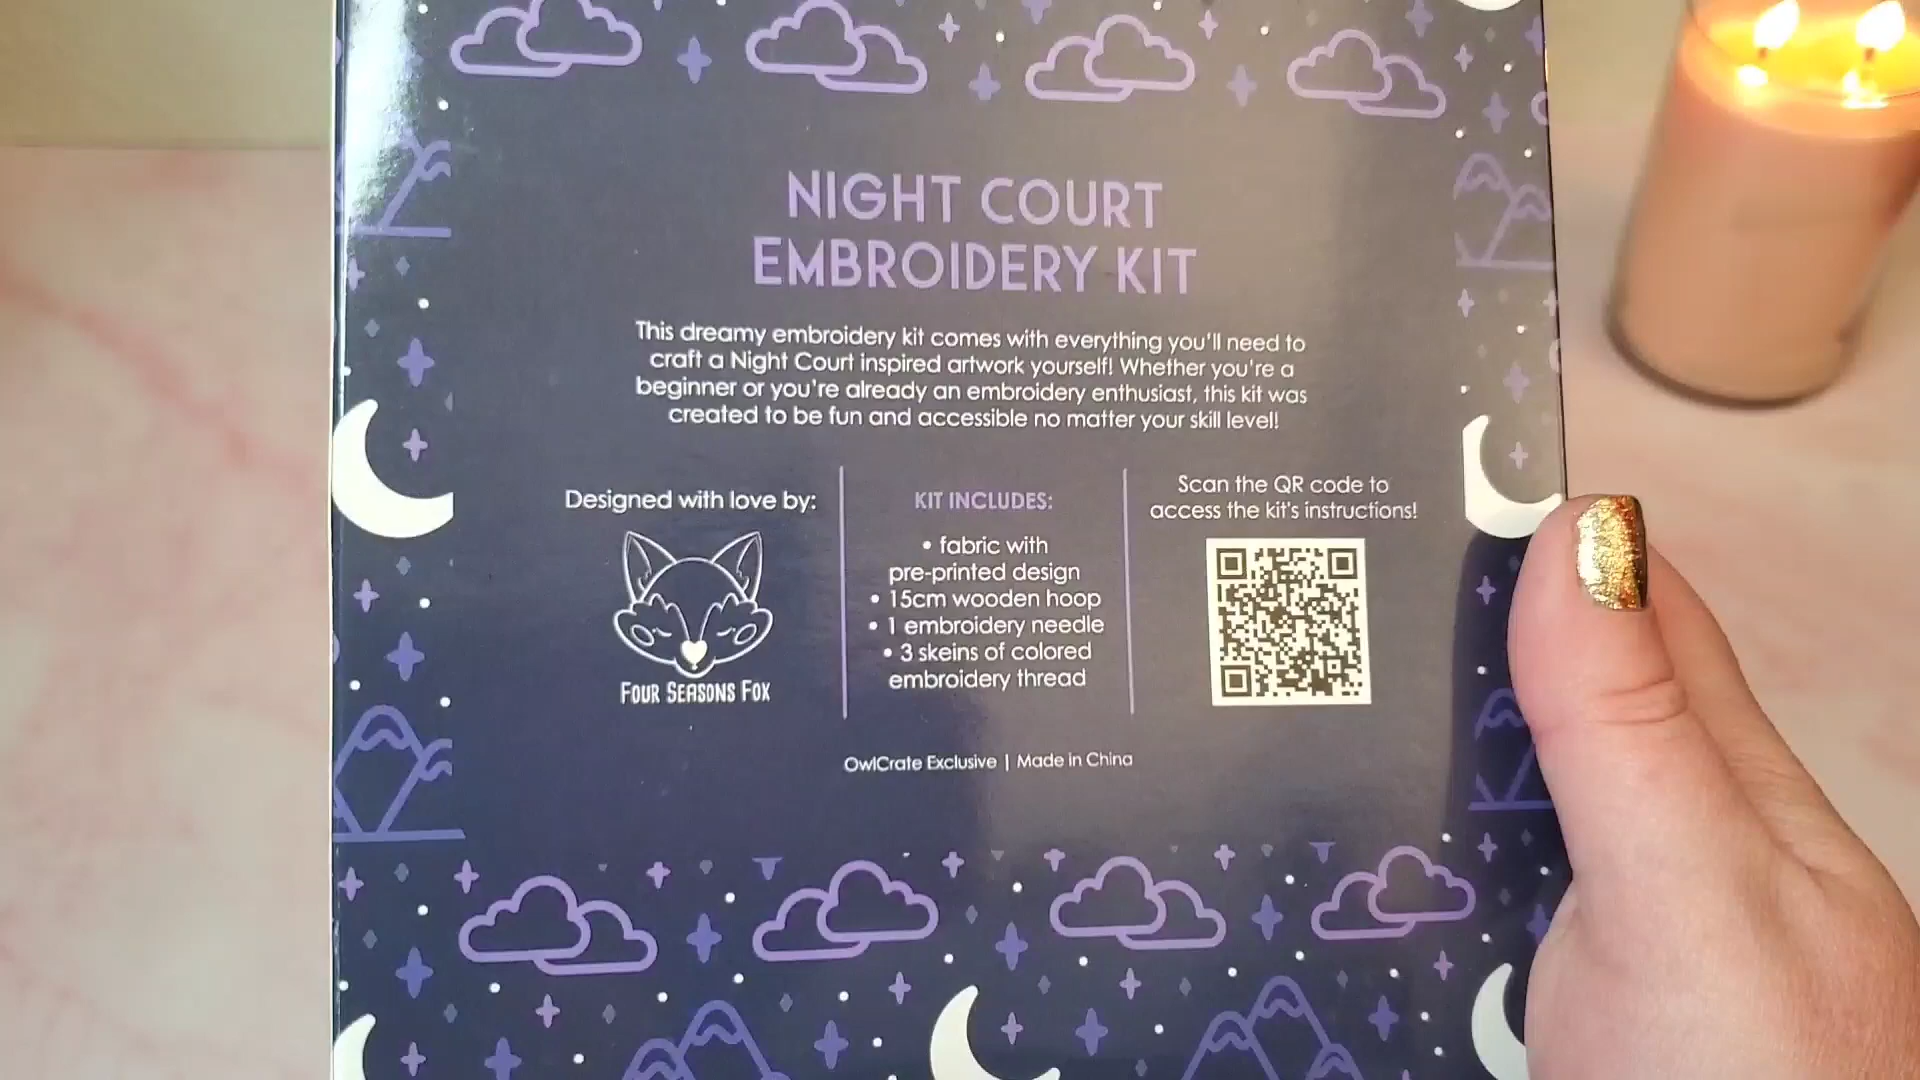 NIGHT COURT
EMBROIDERY KIT
This dreamy embroidery kit comes with everything you'll need to
craft a Night Court inspired artwork yourself! Whether you're a
beginner or you're already an embroidery enthusiast, this kit was
created to be fun and accessible no matter your skill level!
Designed with love by:
FOUR SEASONS FOX
KIT INCLUDES:
• fabric with
pre-printed design
• 15cm wooden hoop
• 1 embroidery needle
• 3 skeins of colored
embroidery thread
Scan the QR code to
access the kit's instructions!
OwlCrate Exclusive | Made in China